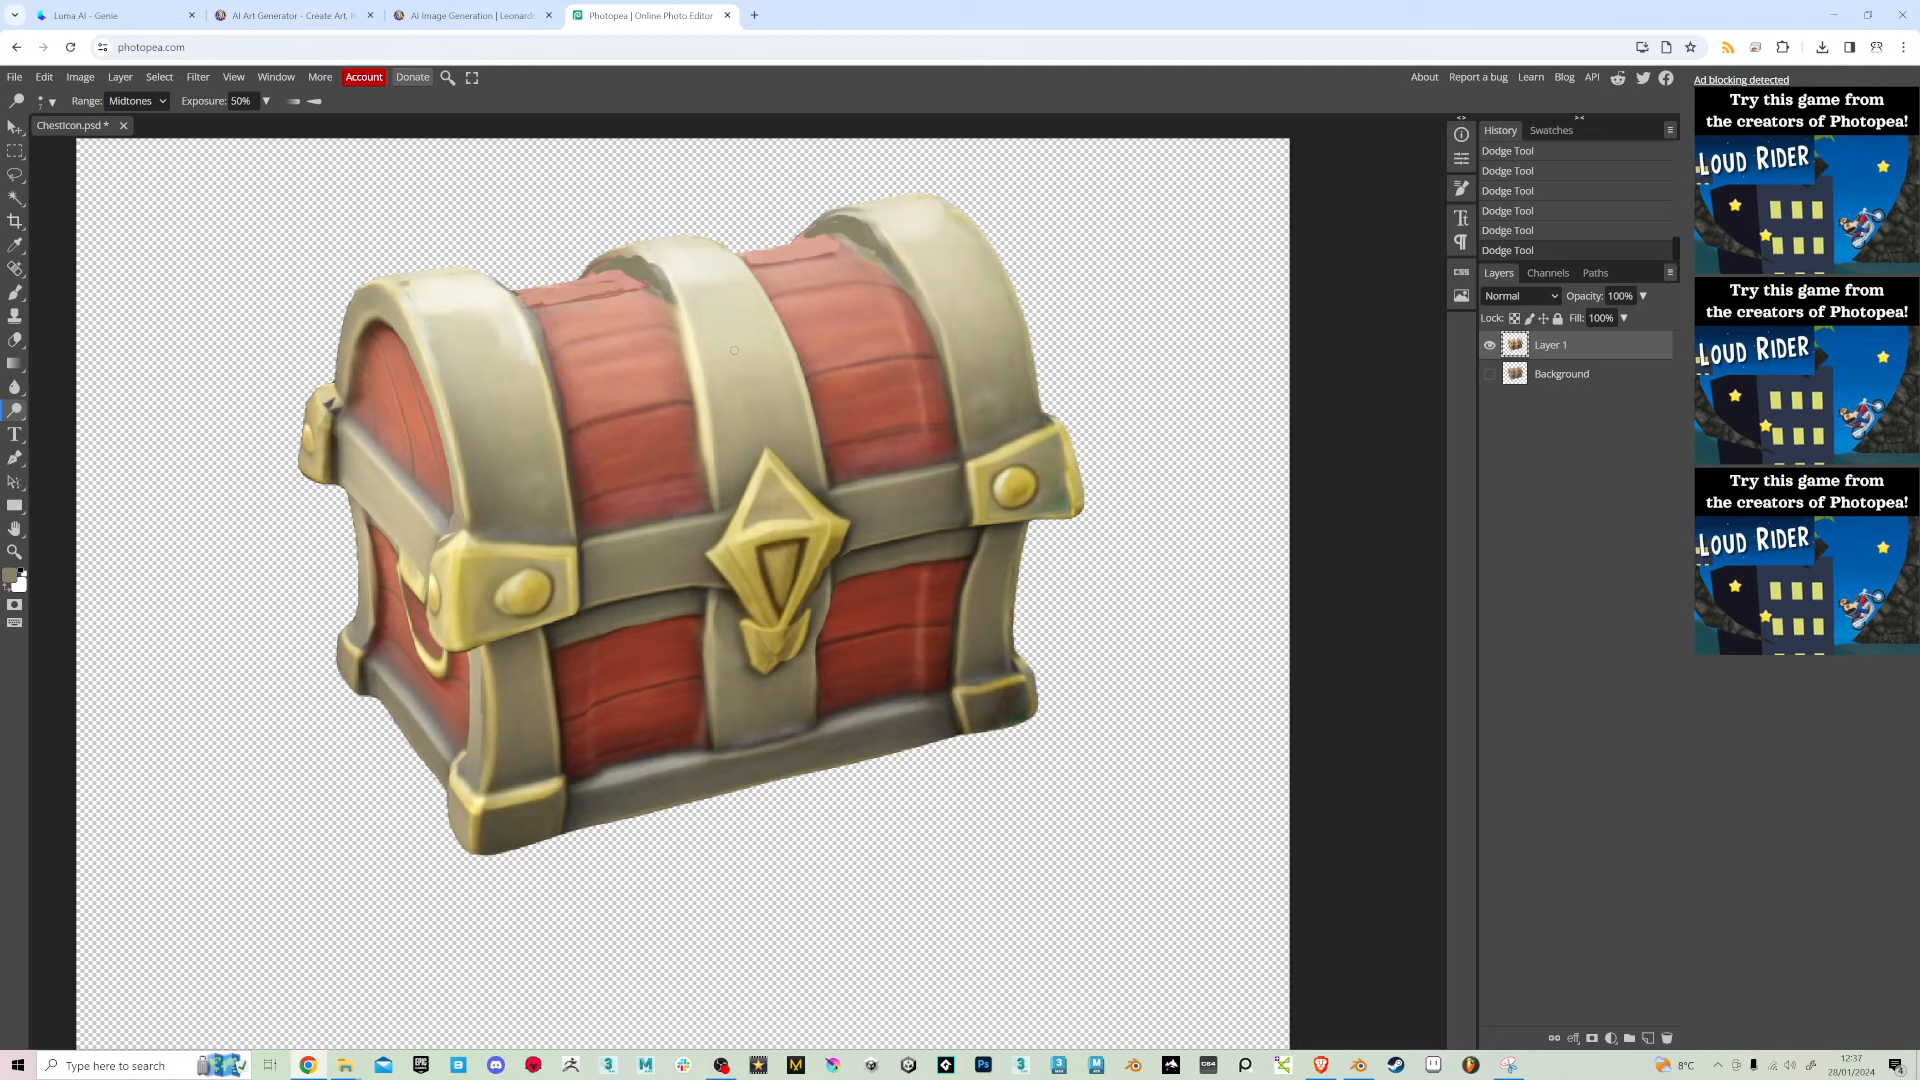 Luma AI - Genie
AI Art Generator - Create Art, I
AI Image Generation | Leonard
Photopea | Online Photo Editor
photopea.com
File Edit Image Layer Select Filter View Window More Account Donate
About Report a bug Learn Blog API
Range: Midtones Exposure: 50%
ChestIcon.psd *
History Swatches
Dodge Tool
Dodge Tool
Dodge Tool
Dodge Tool
Dodge Tool
Dodge Tool
Layers Channels Paths
Normal Opacity: 100%
Lock: Fill: 100%
Layer 1
Background
CSS
eff
Ad blocking detected
Try this game from
the creators of Photopea!
LOUD RIDER
Try this game from
the creators of Photopea!
LOUD RIDER
Try this game from
the creators of Photopea!
LOUD RIDER
Type here to search
EPIC GAMES
8°C
12:37
28/01/2024